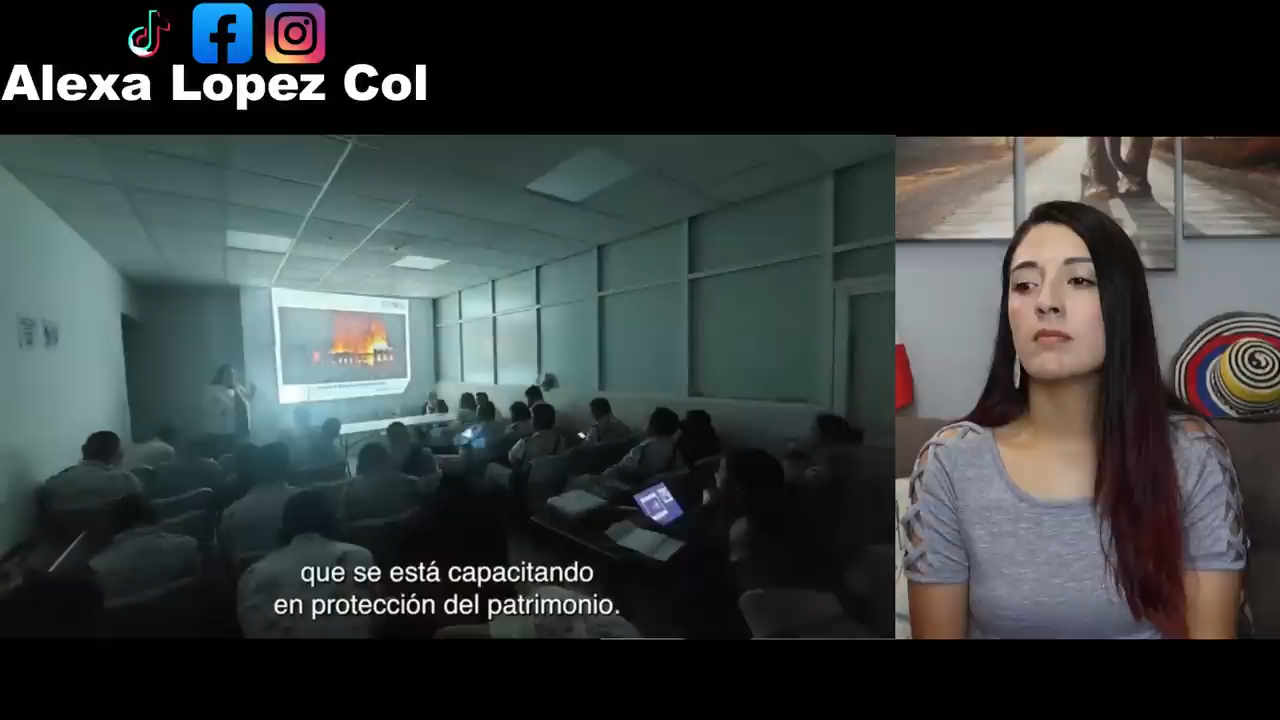 Alexa Lopez Col
que se está capacitando
en protección del patrimonio.